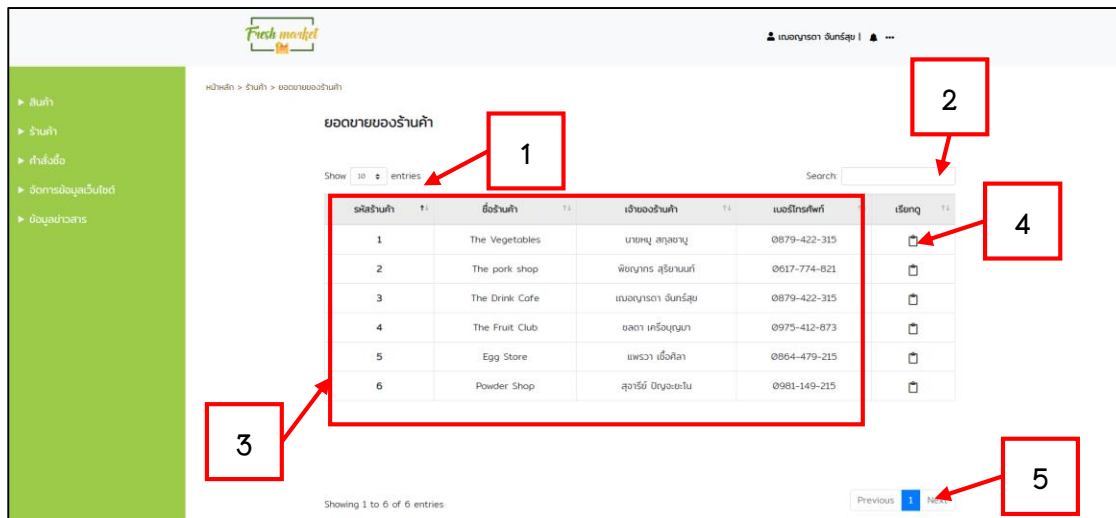 Fresh market
เฌอญารดา จันทร์สุข | ...
หน้าหลัก > ร้านค้า > ยอดขายของร้านค้า
► สินค้า
► ร้านค้า
► คำสั่งซื้อ
► จัดการข้อมูลเว็บไซต์
► ข้อมูลข่าวสาร
ยอดขายของร้านค้า
1
2
Show 10 entries Search:
รหัสร้านค้า ชื่อร้านค้า เจ้าของร้านค้า เบอร์โทรศัพท์ เรียกดู
4
1 The Vegetables นายหมู สกุลชาบู 0879-422-315
2 The pork shop พิชญากร สุริยานนท์ 0617-774-821
3 The Drink Cafe เฌอญารดา จันทร์สุข 0879-422-315
4 The Fruit Club ชลดา เครือบุญมา 0975-412-873
5 Egg Store แพรวา เชื้อศิลา 0864-479-215
6 Powder Shop สุอารีย์ ปัญจะยะโน 0981-149-215
3
5
Showing 1 to 6 of 6 entries Previous 1 Next